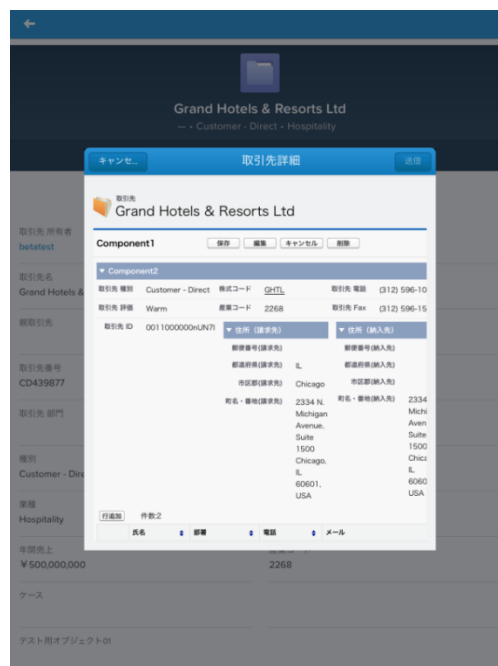 Grand Hotels & Resorts Ltd
— • Customer - Direct • Hospitality
キャンセ...
取引先詳細
送信
取引先
Grand Hotels & Resorts Ltd
Component1
保存
編集
キャンセル
削除
▼ Component2
取引先 種別 Customer - Direct 株式コード GHTL 取引先 電話 (312) 596-10
取引先 評価 Warm 産業コード 2268 取引先 Fax (312) 596-15
取引先 ID 0011000000nUN7I
▼ 住所（請求先） ▼ 住所（納入先）
郵便番号(請求先) 郵便番号(納入先)
都道府県(請求先) IL 都道府県(納入先)
市区郡(請求先) Chicago 市区郡(納入先)
町名・番地(請求先) 2334 N. 町名・番地(納入先) 2334
Michigan Michi
Avenue, Aven
Suite Suite
1500 1500
Chicago, Chica
IL IL
60601, 6060
USA USA
行追加 件数:2
氏名 部署 電話 メール
取引先 所有者
betatest
取引先名
Grand Hotels &
親取引先
取引先番号
CD439877
取引先 部門
種別
Customer - Dire
業種
Hospitality
年間売上
￥500,000,000
産業コード
2268
ケース
テスト用オブジェクト01